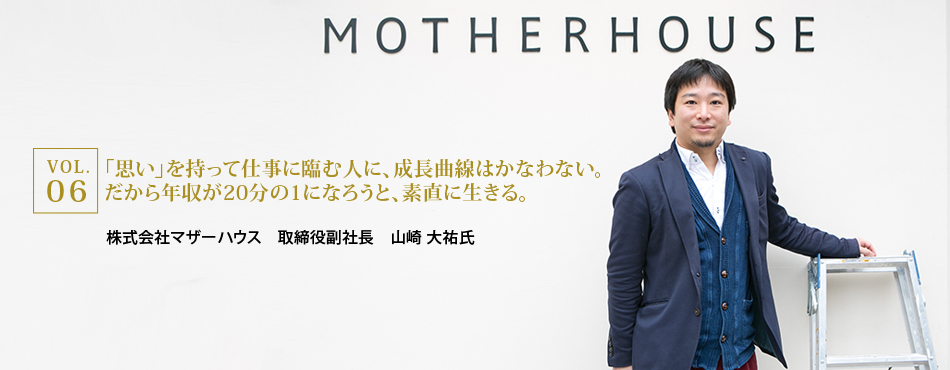 MOTHERHOUSE
VOL.
06
「思い」を持って仕事に臨む人に、成長曲線はかなわない。
だから年収が20分の1になろうと、素直に生きる。
株式会社マザーハウス　取締役副社長　山崎 大祐氏